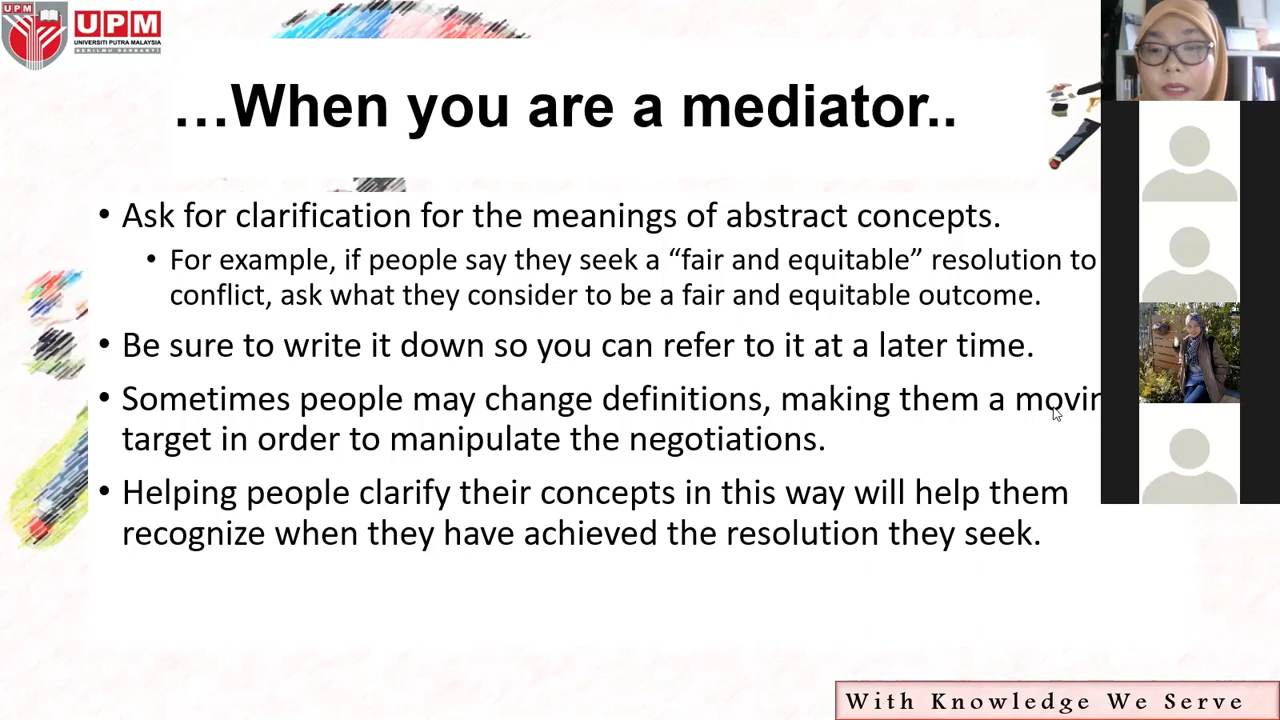 UPM
UPM
UNIVERSITI PUTRA MALAYSIA
BERILMU BERBAKTI
...When you are a mediator..
• Ask for clarification for the meanings of abstract concepts.
• For example, if people say they seek a “fair and equitable” resolution to
conflict, ask what they consider to be a fair and equitable outcome.
• Be sure to write it down so you can refer to it at a later time.
• Sometimes people may change definitions, making them a movin
target in order to manipulate the negotiations.
• Helping people clarify their concepts in this way will help them
recognize when they have achieved the resolution they seek.
With Knowledge We Serve